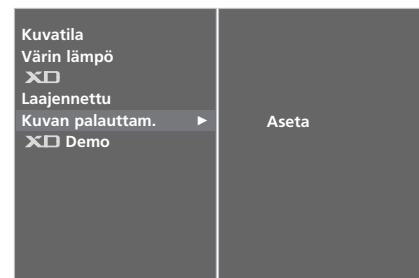 Kuvatila
Värin lämpö
XD
Laajennettu
Kuvan palauttam. ►
Aseta
XD Demo